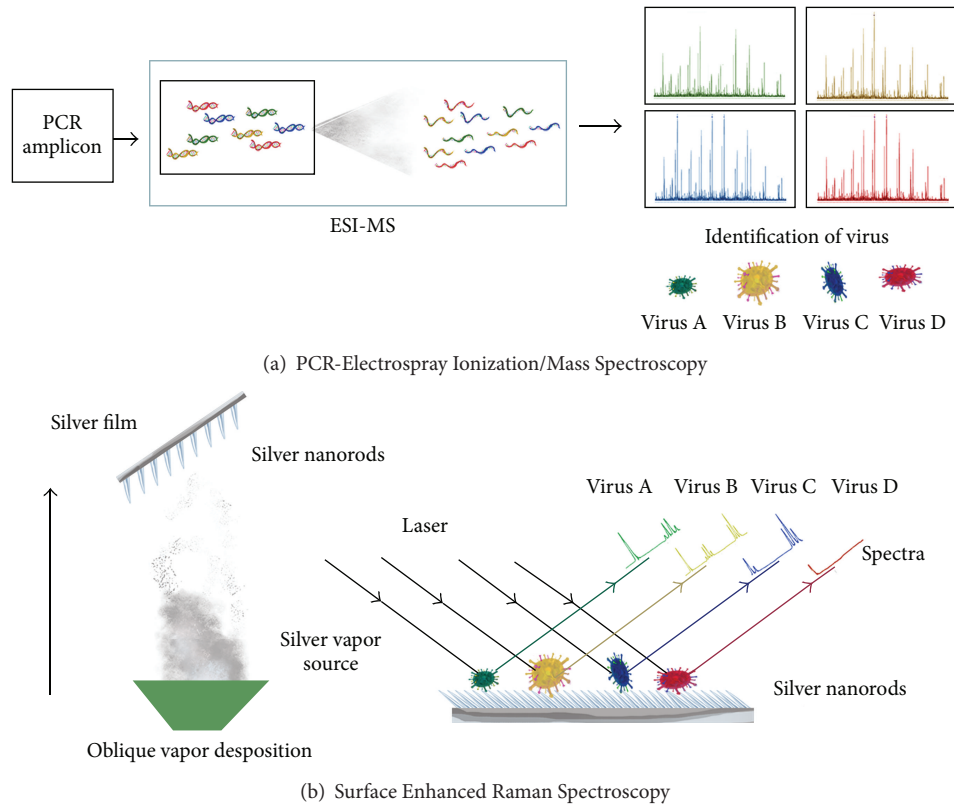 PCR
amplicon
ESI-MS
Identification of virus
Virus A Virus B Virus C Virus D
(a) PCR-Electrospray Ionization/Mass Spectroscopy
Silver film
Silver nanorods
Virus A Virus B Virus C Virus D
Laser
Spectra
Silver vapor
source
Silver nanorods
Oblique vapor desposition
(b) Surface Enhanced Raman Spectroscopy